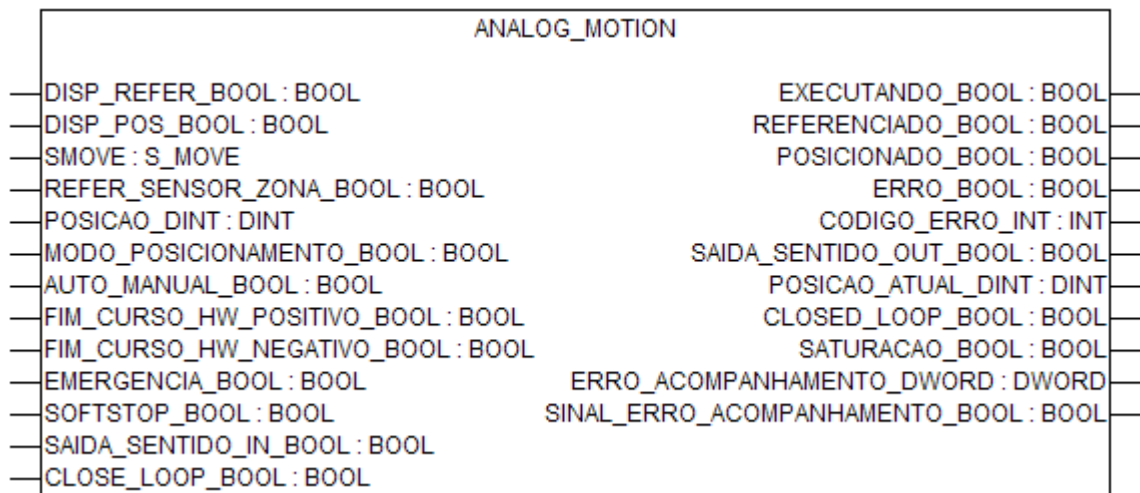 ANALOG_MOTION
DISP_REFER_BOOL : BOOL EXECUTANDO_BOOL : BOOL
DISP_POS_BOOL : BOOL REFERENCIADO_BOOL : BOOL
SMOVE : S_MOVE POSICIONADO_BOOL : BOOL
REFER_SENSOR_ZONA_BOOL : BOOL ERRO_BOOL : BOOL
POSICAO_DINT : DINT CODIGO_ERRO_INT : INT
MODO_POSICIONAMENTO_BOOL : BOOL SAIDA_SENTIDO_OUT_BOOL : BOOL
AUTO_MANUAL_BOOL : BOOL POSICAO_ATUAL_DINT : DINT
FIM_CURSO_HW_POSITIVO_BOOL : BOOL CLOSED_LOOP_BOOL : BOOL
FIM_CURSO_HW_NEGATIVO_BOOL : BOOL SATURACAO_BOOL : BOOL
EMERGENCIA_BOOL : BOOL ERRO_ACOMPANHAMENTO_DWORD : DWORD
SOFTSTOP_BOOL : BOOL SINAL_ERRO_ACOMPANHAMENTO_BOOL : BOOL
SAIDA_SENTIDO_IN_BOOL : BOOL
CLOSE_LOOP_BOOL : BOOL